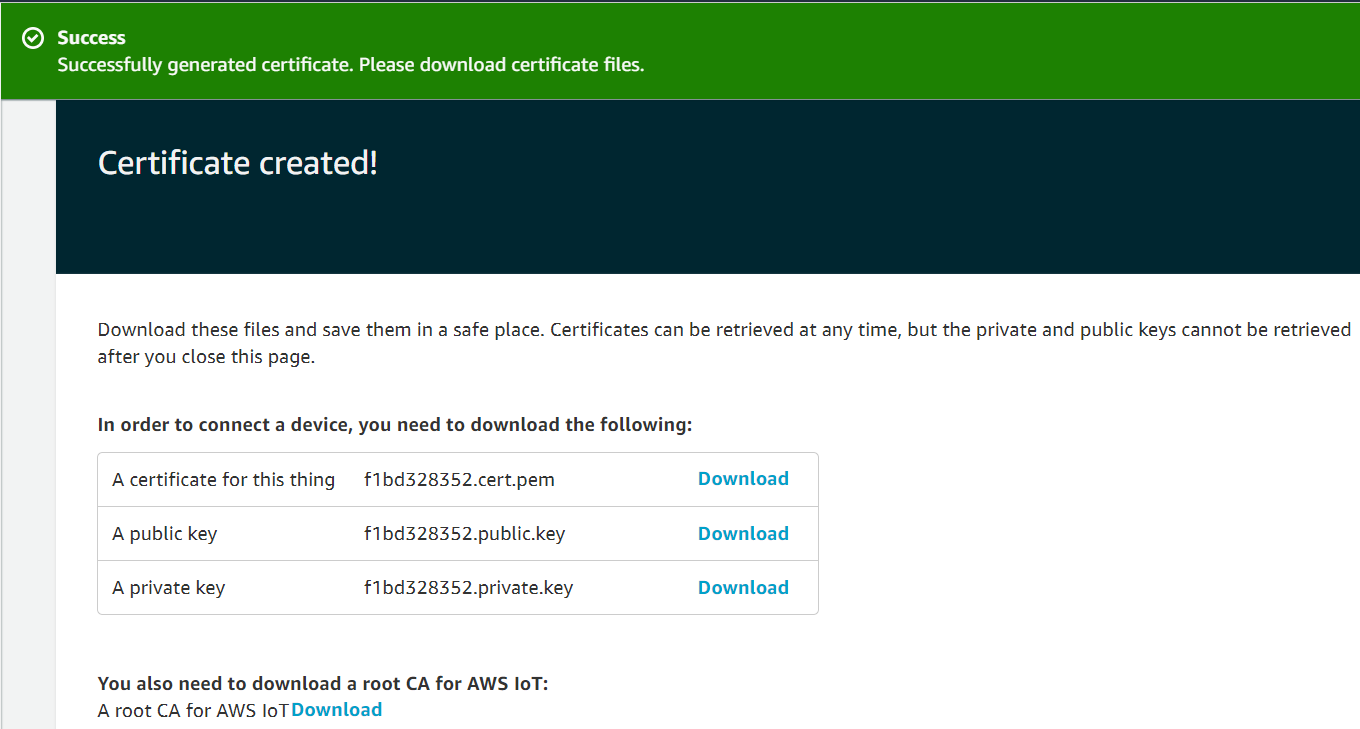 Success
Successfully generated certificate. Please download certificate files.
Certificate created!
Download these files and save them in a safe place. Certificates can be retrieved at any time, but the private and public keys cannot be retrieved
after you close this page.
In order to connect a device, you need to download the following:
A certificate for this thing f1bd328352.cert.pem Download
A public key f1bd328352.public.key Download
A private key f1bd328352.private.key Download
You also need to download a root CA for AWS IoT:
A root CA for AWS IoT Download